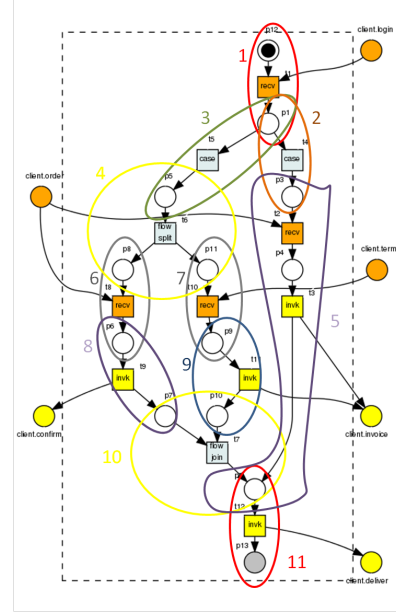 p12
client.login
1
t1
recv
3
p1
2
t5
t4
case
case
4
p5
p3
client.order
t6
t2
flow
split
recv
p8
p11
p4
client.term
6
7
t8
t10
t3
recv
recv
invk
5
p6
p9
8
9
t9
t1
invk
invk
p7
p10
client.confirm
t7
client.invoice
flow
join
10
t12
invk
11
p13
client.deliver